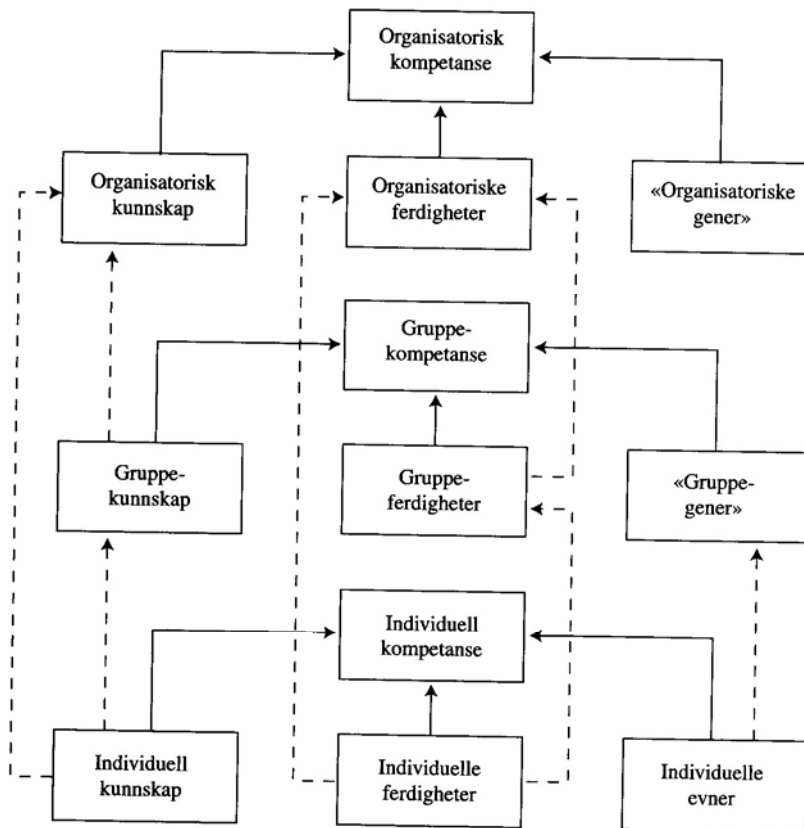 Organisatorisk
kompetanse
Organisatorisk
kunnskap
Organisatoriske
ferdigheter
«Organisatoriske
gener»
Gruppe-
kompetanse
Gruppe-
kunnskap
Gruppe-
ferdigheter
«Gruppe-
gener»
Individuell
kompetanse
Individuell
kunnskap
Individuelle
ferdigheter
Individuelle
evner